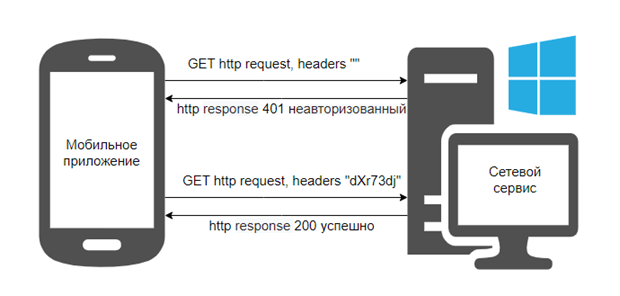 GET http request, headers ""
http response 401 неавторизованный
Мобильное
приложение
GET http request, headers "dXr73dj"
http response 200 успешно
Сетевой
сервис